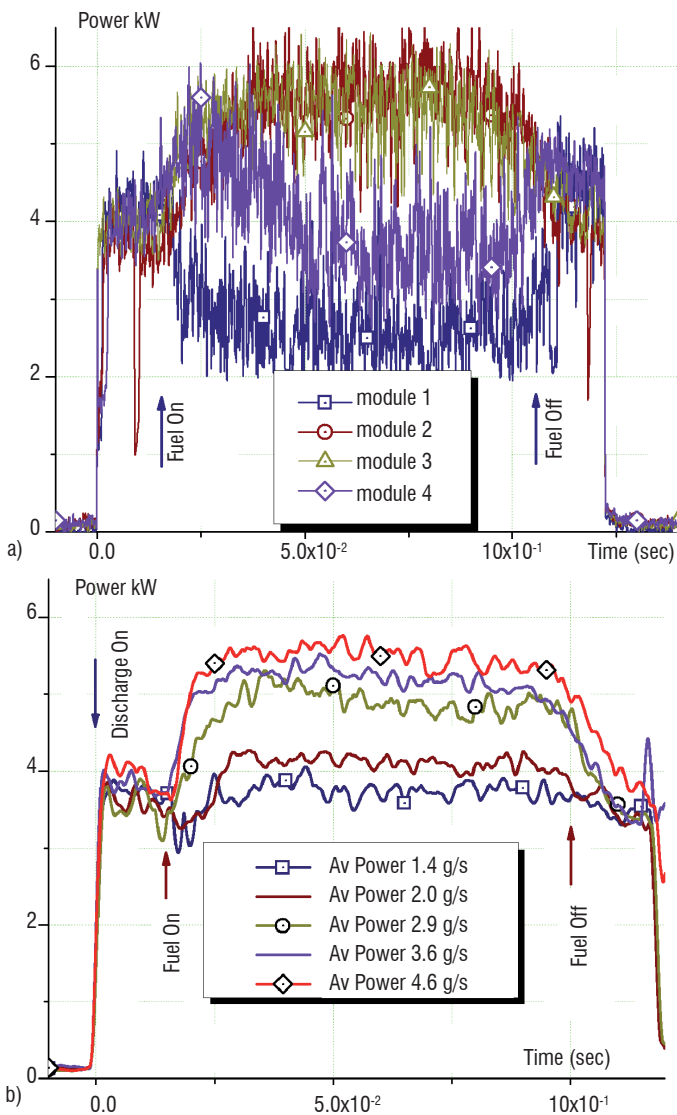 Power kW
6
4
2
0
Fuel On
Fuel Off
module 1
module 2
module 3
module 4
0.0
5.0x10⁻²
10x10⁻¹
Time (sec)
a)
Power kW
6
4
2
0
Discharge On
Fuel On
Fuel Off
Av Power 1.4 g/s
Av Power 2.0 g/s
Av Power 2.9 g/s
Av Power 3.6 g/s
Av Power 4.6 g/s
Time (sec)
b)
0.0
5.0x10⁻²
10x10⁻¹